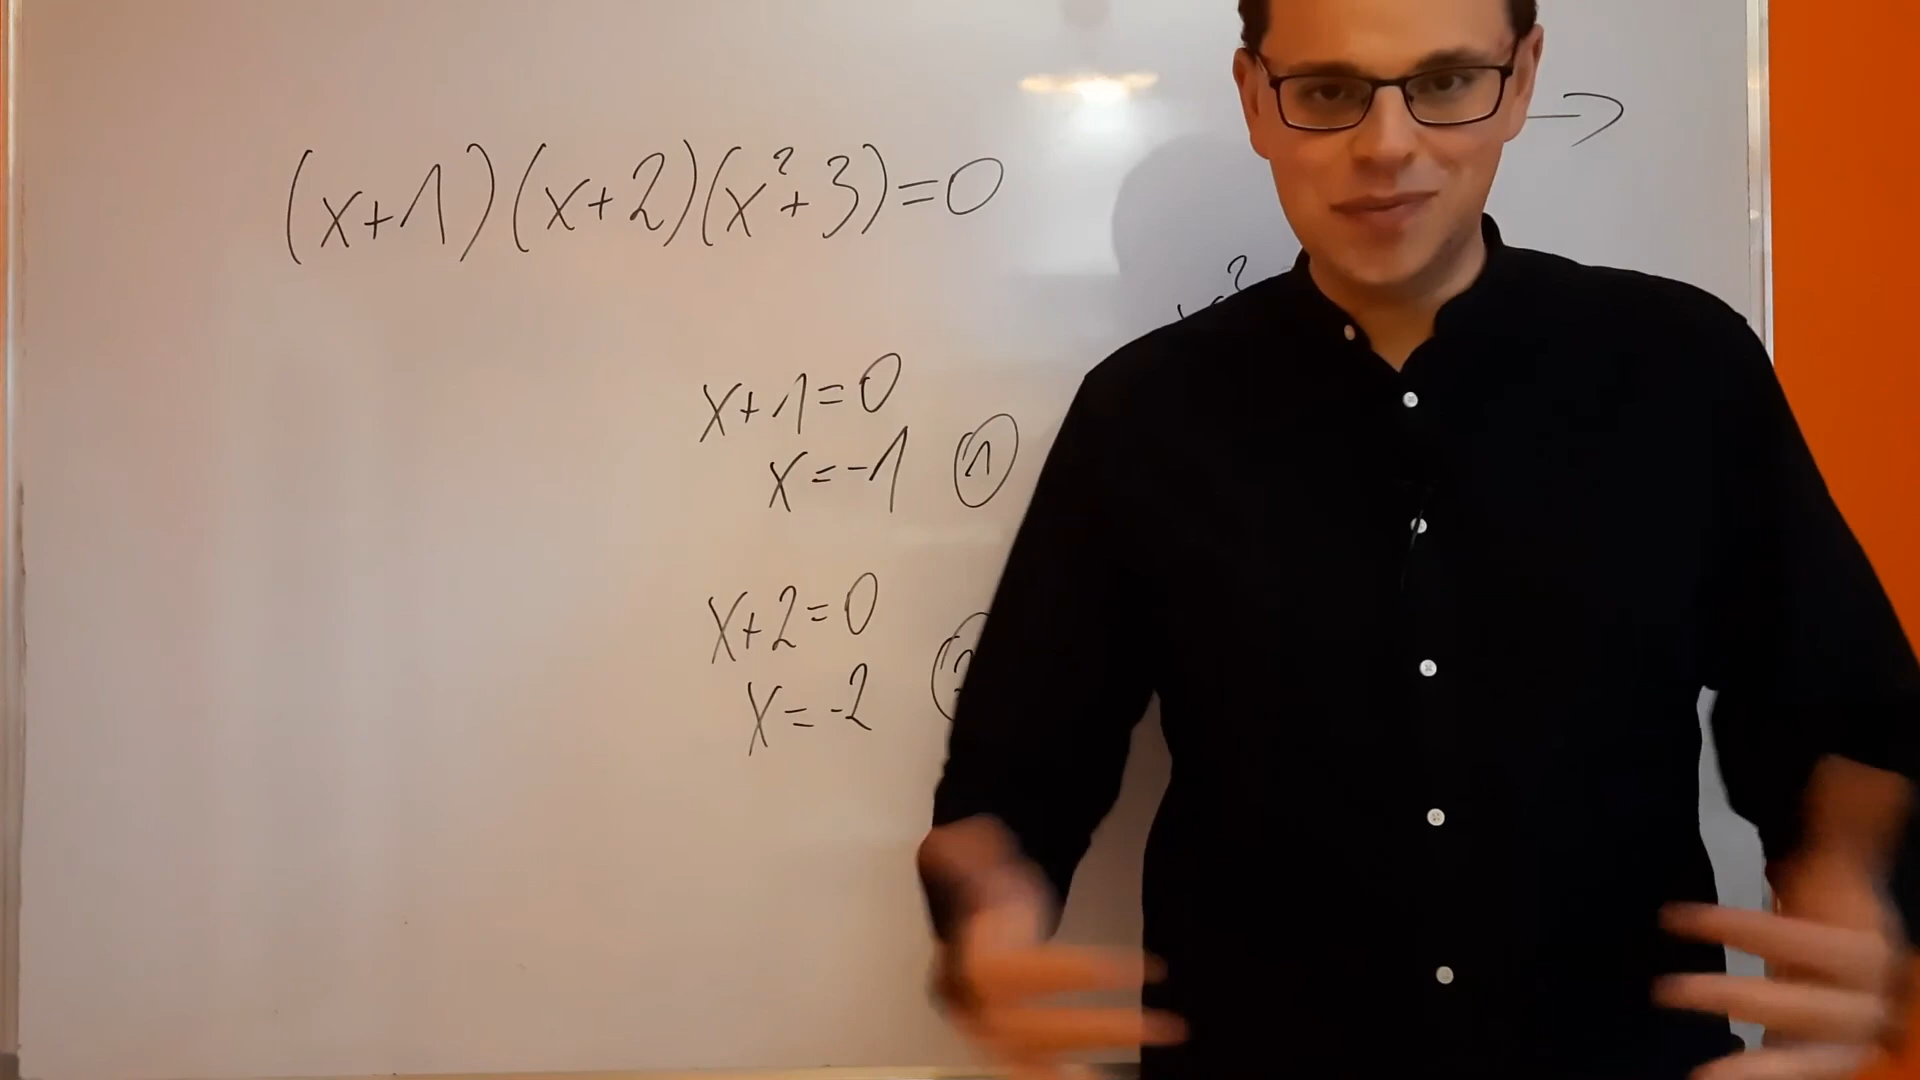 (x+1)(x+2)(x²+3)=0
x+1=0
x=-1 ①
x+2=0
x=-2